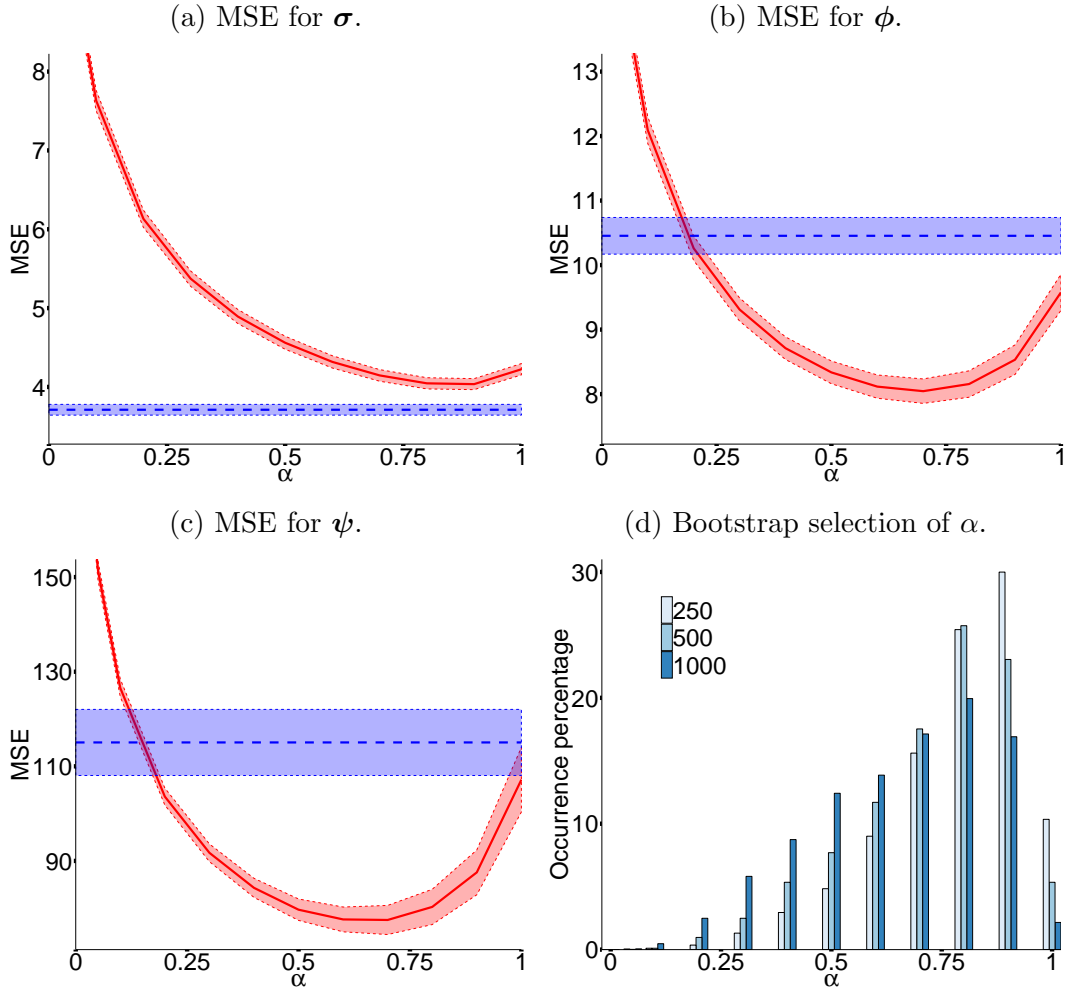 (a) MSE for σ.
8
7
6
5
4
MSE
0 0.25 0.5 0.75 1
α
(b) MSE for ϕ.
13
12
11
10
9
8
MSE
0 0.25 0.5 0.75 1
α
(c) MSE for ψ.
150
130
110
90
MSE
0 0.25 0.5 0.75 1
α
(d) Bootstrap selection of α.
30
20
10
0
Occurrence percentage
250
500
1000
0.25 0.5 0.75 1
α